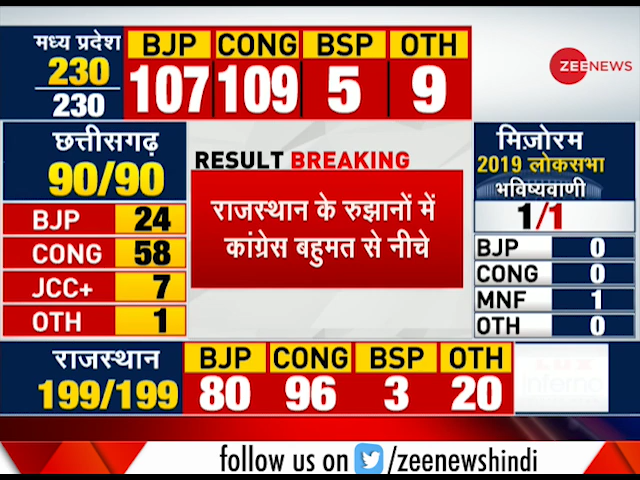 मध्य प्रदेश
230
230
BJP CONG BSP OTH
107 109 5 9
ZEENEWS
छत्तीसगढ़
90/90
BJP 24
CONG 58
JCC+ 7
OTH 1
RESULT BREAKING
राजस्थान के रुझानों में
कांग्रेस बहुमत से नीचे
मिज़ोरम
2019 लोकसभा
भविष्यवाणी
1/1
BJP 0
CONG 0
MNF 1
OTH 0
राजस्थान
199/199
BJP CONG BSP OTH
80 96 3 20
LUX
follow us on /zeenewshindi